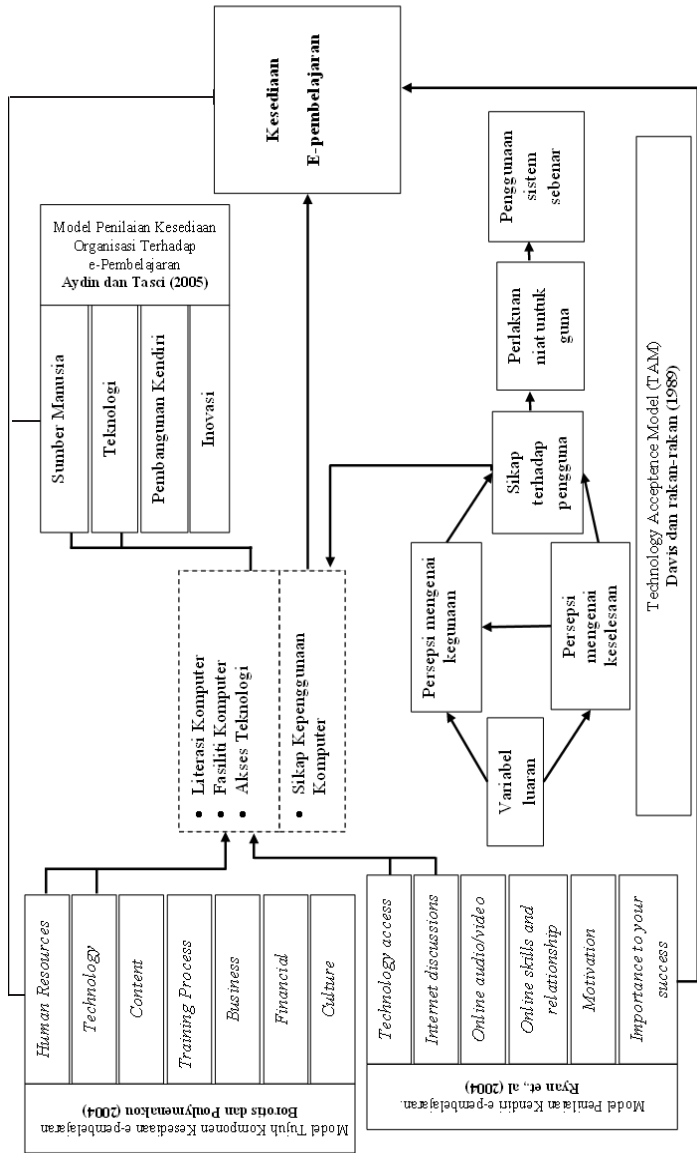 Model Tujuh Komponen Kesediaan e-pembelajaran
Borotis dan Poulymenakou (2004)
Human Resources
Technology
Content
Training Process
Business
Financial
Culture
Model Penilaian Kendiri e-pembelajaran.
Ryan et., al (2004)
Technology access
Internet discussions
Online audio/video
Online skills and
relationship
Motivation
Importance to your
success
• Literasi Komputer
• Fasiliti Komputer
• Akses Teknologi
• Sikap Kepenggunaan
Komputer
Sumber Manusia
Teknologi
Pembangunan Kendiri
Inovasi
Model Penilaian Kesediaan
Organisasi Terhadap
e-Pembelajaran
Aydin dan Tasci (2005)
Kesediaan
E-pembelajaran
Variabel
luaran
Persepsi mengenai
kegunaan
Persepsi
mengenai
keselesaan
Sikap
terhadap
pengguna
Perlakuan
niat untuk
guna
Penggunaan
sistem
sebenar
Technology Acceptence Model (TAM)
Davis dan rakan-rakan (1989)